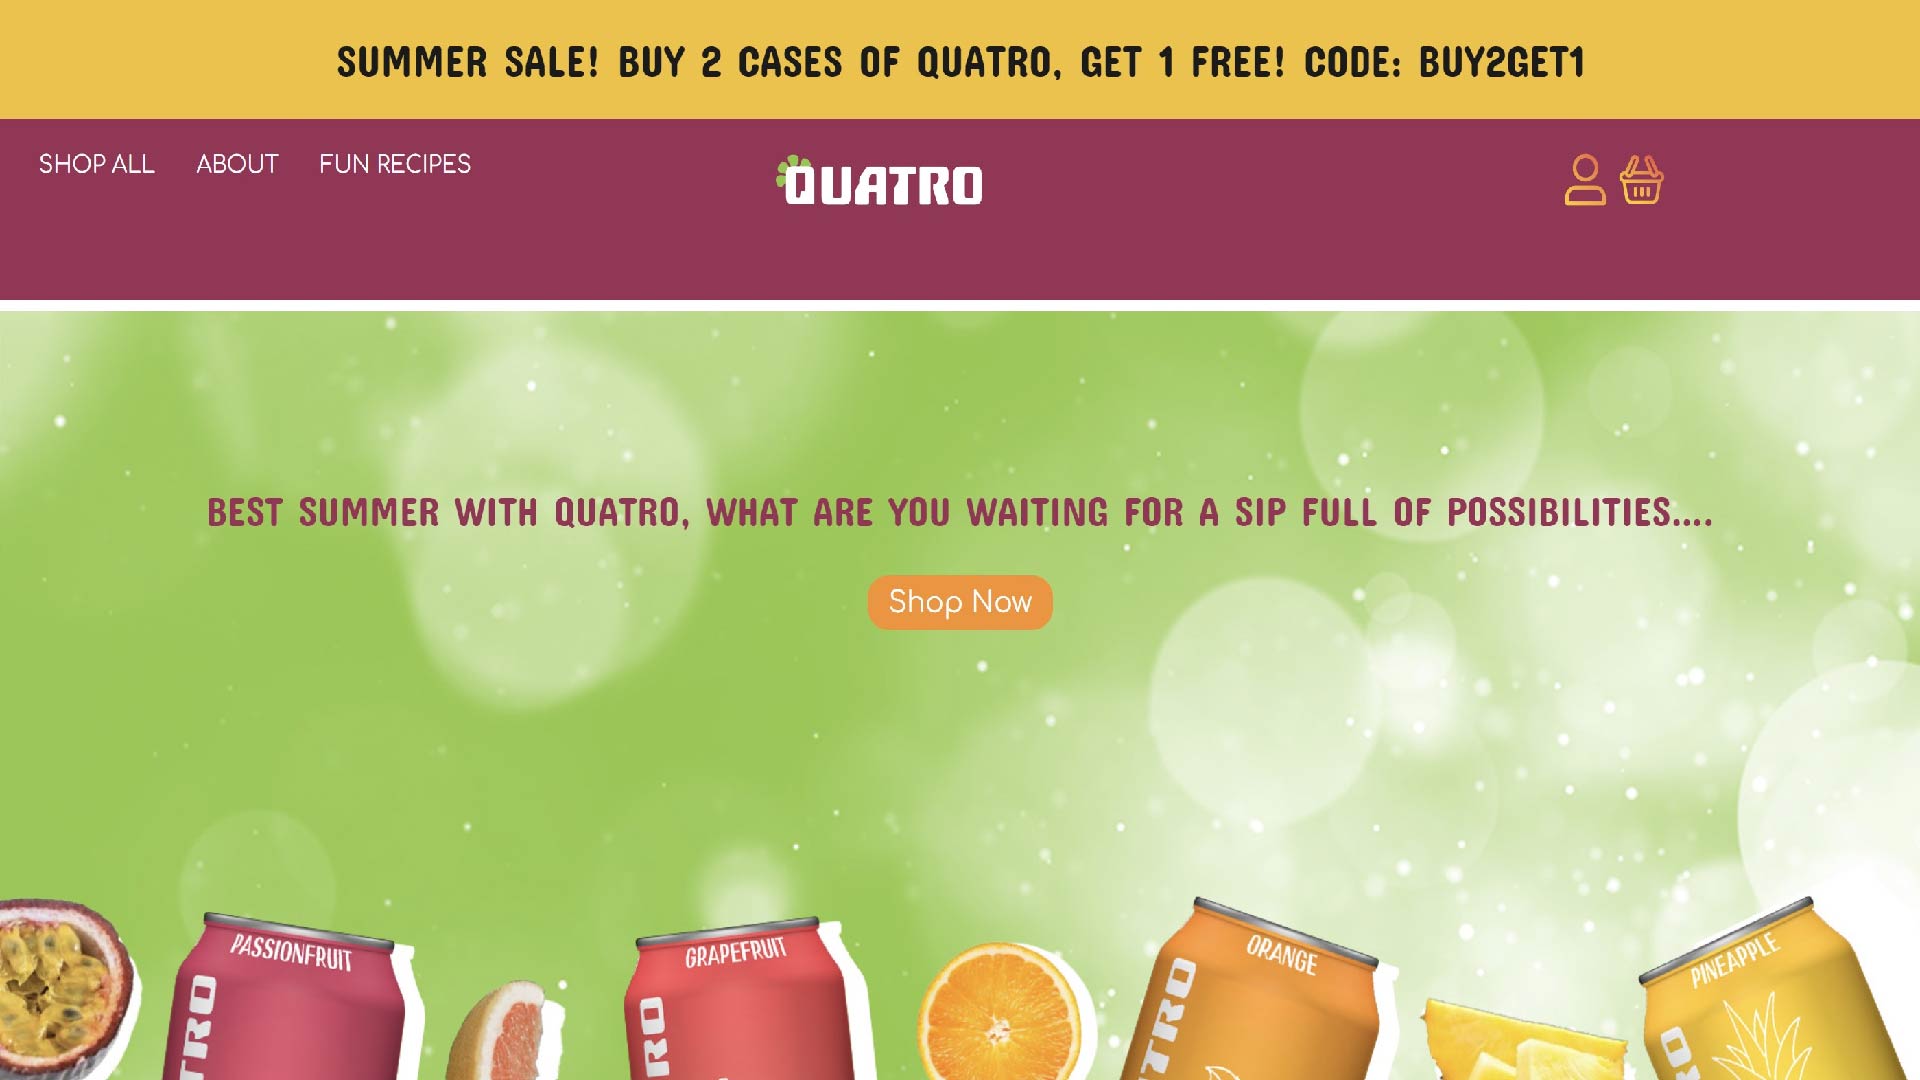 SUMMER SALE! BUY 2 CASES OF QUATRO, GET 1 FREE! CODE: BUY2GET1
SHOP ALL ABOUT FUN RECIPES
QUATRO
BEST SUMMER WITH QUATRO, WHAT ARE YOU WAITING FOR A SIP FULL OF POSSIBILITIES....
Shop Now
PASSIONFRUIT
TRO
GRAPEFRUIT
RO
ORANGE
TRO
PINEAPPLE
RO